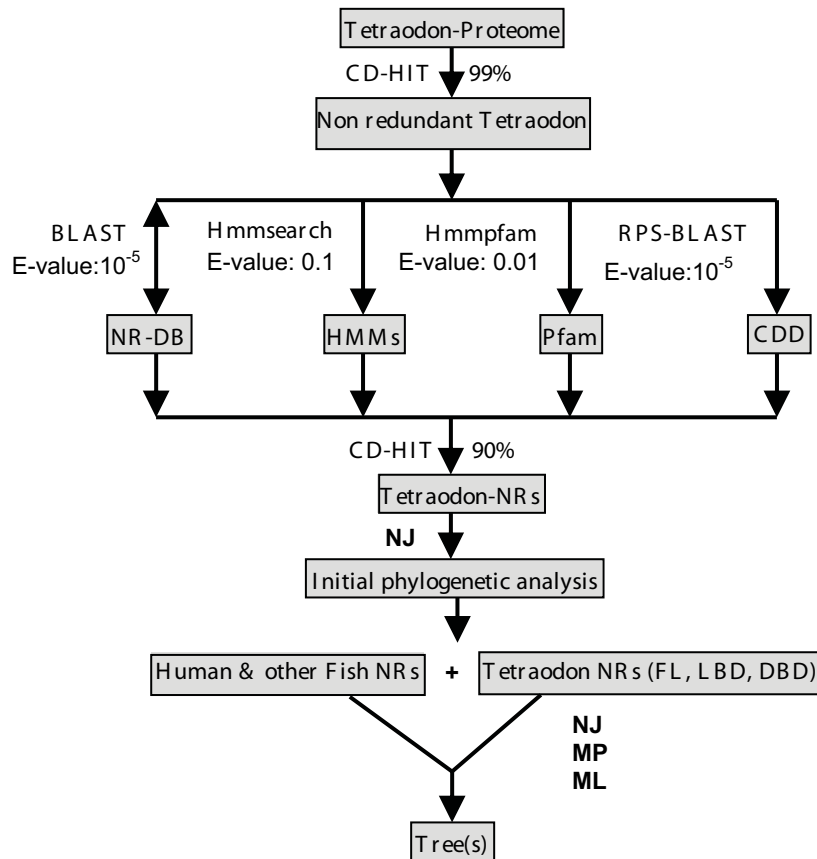 Tetraodon-Proteome
CD-HIT 99%
Non redundant Tetraodon
BLAST
E-value:10⁻⁵
Hmmsearch
E-value: 0.1
Hmmpfam
E-value: 0.01
RPS-BLAST
E-value:10⁻⁵
NR-DB
HMMs
Pfam
CDD
CD-HIT 90%
Tetraodon-NRs
NJ
Initial phylogenetic analysis
Human & other Fish NRs + Tetraodon NRs (FL, LBD, DBD)
NJ
MP
ML
Tree(s)